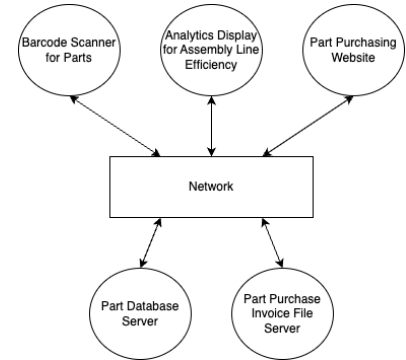 Barcode Scanner
for Parts
Analytics Display
for Assembly Line
Efficiency
Part Purchasing
Website
Network
Part Database
Server
Part Purchase
Invoice File
Server